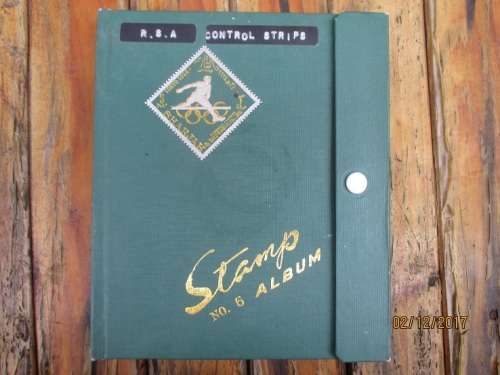 R.S.A CONTROL STRIPS
Stamp
NO. 6 ALBUM
02/12/2017